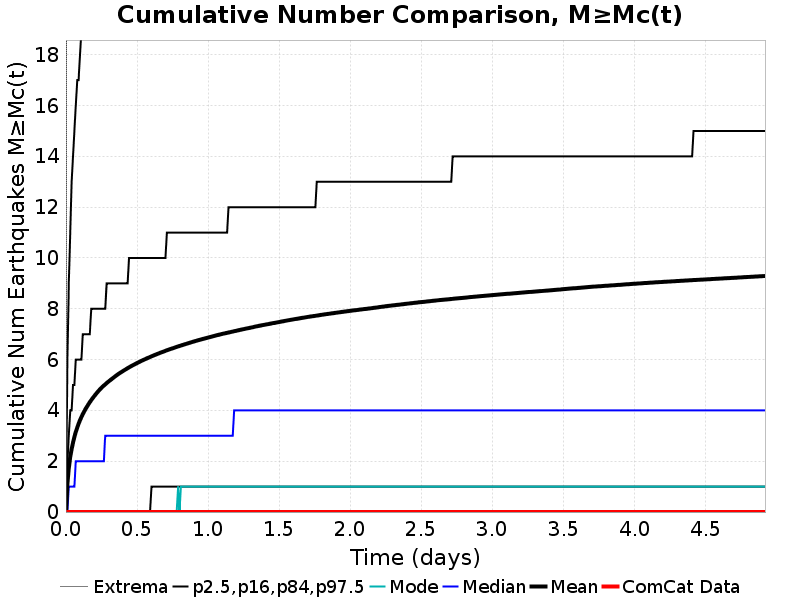 Cumulative Number Comparison, M≥Mc(t)
Cumulative Num Earthquakes M≥Mc(t)
18
16
14
12
10
8
6
4
2
0
0.0 0.5 1.0 1.5 2.0 2.5 3.0 3.5 4.0 4.5
Time (days)
Extrema p2.5,p16,p84,p97.5 Mode Median Mean ComCat Data